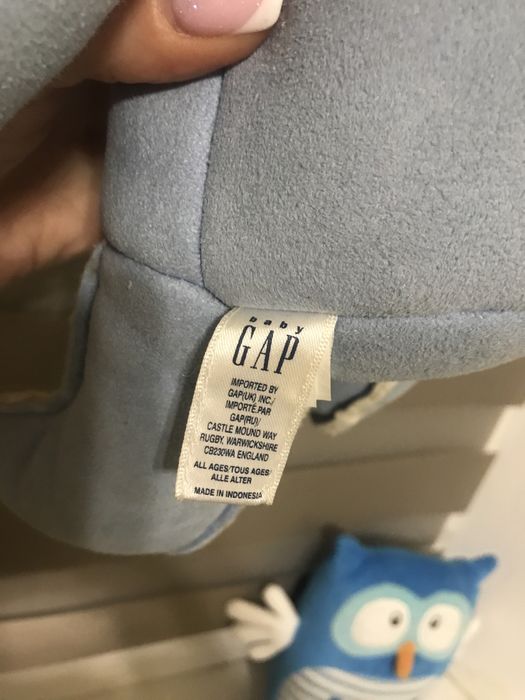 baby
GAP
IMPORTED BY
GAP(UK) INC./
IMPORTÉ.PAR
GAP(RU)/
CASTLE MOUND WAY
RUGBY, WARWICKSHIRE
CB230WA ENGLAND
ALL AGES/TOUS AGES
ALLE ALTER
MADE IN INDONESIA